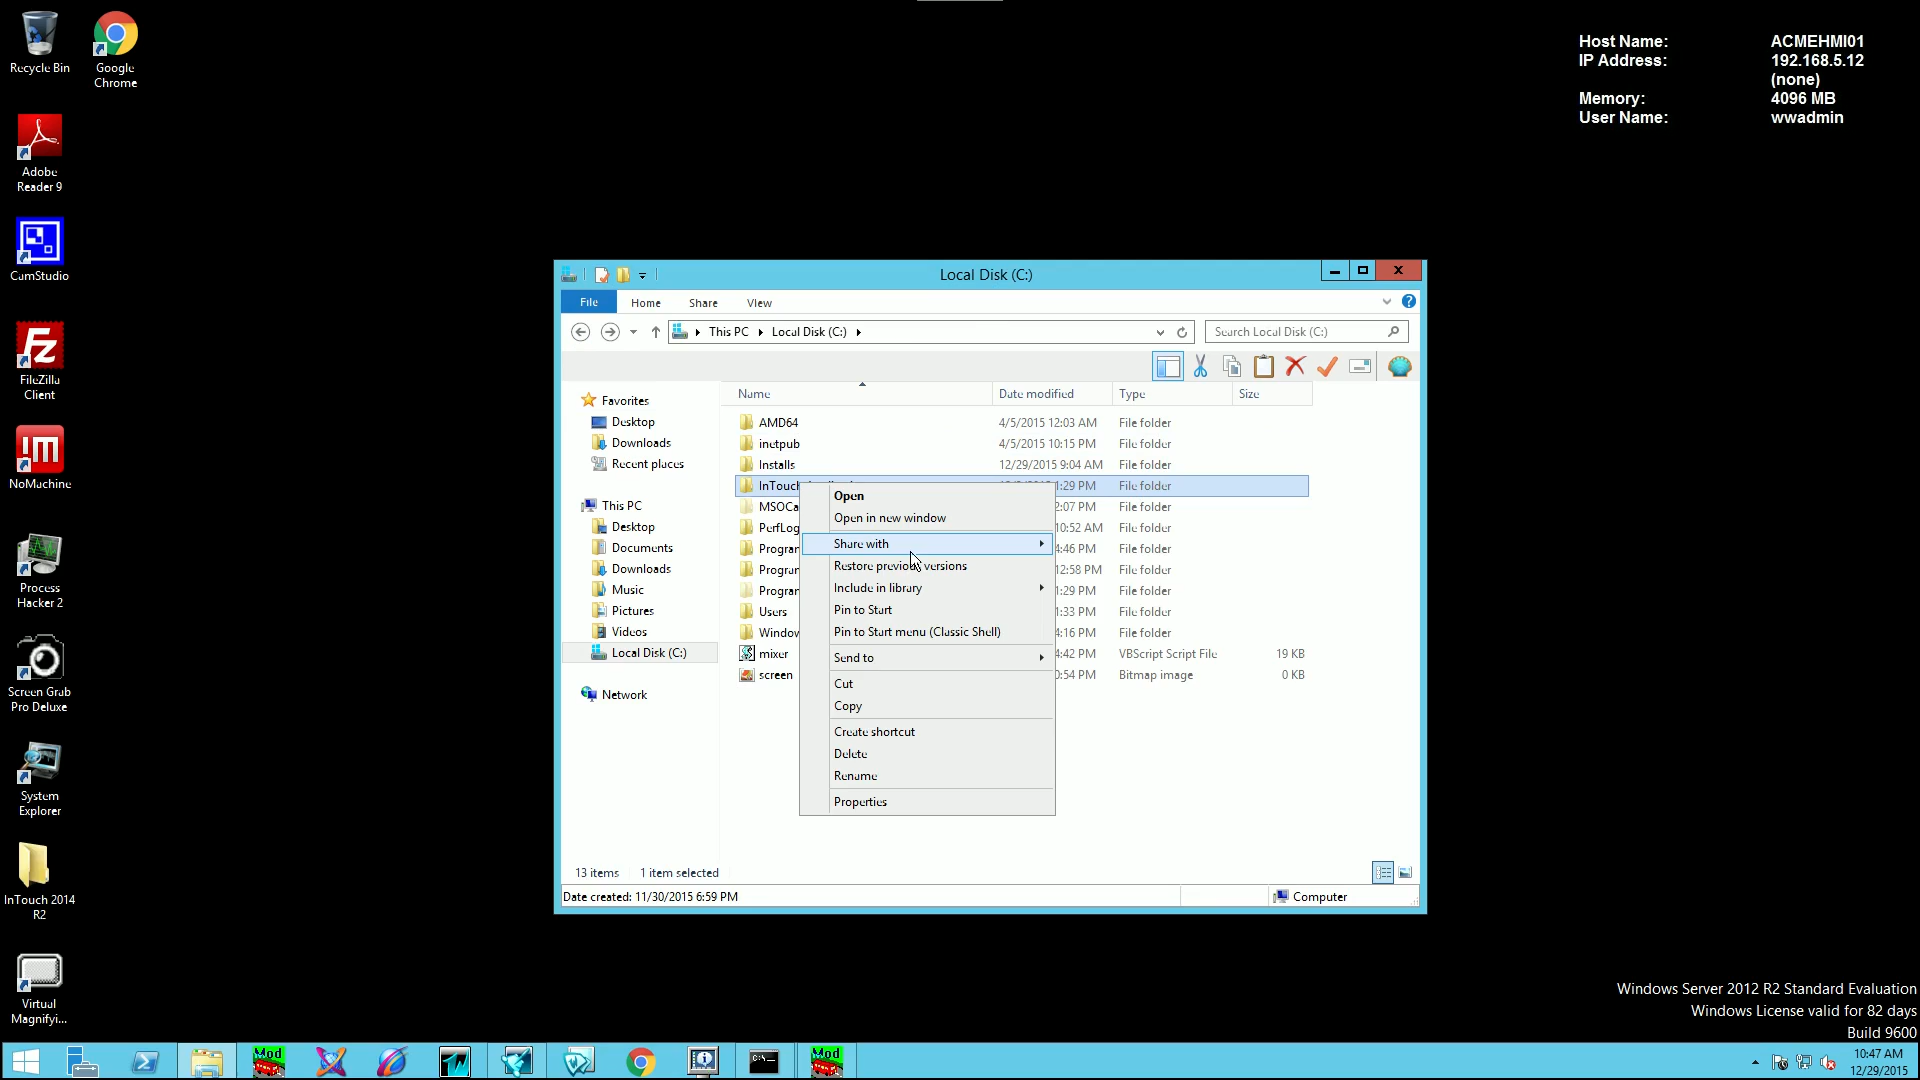 Recycle Bin
Google
Chrome
Adobe
Reader 9
CamStudio
FileZilla
Client
NoMachine
Process
Hacker 2
Screen Grab
Pro Deluxe
System
Explorer
InTouch 2014
R2
Virtual
Magnifyi...
Host Name: ACMEHMI01
IP Address: 192.168.5.12
(none)
Memory: 4096 MB
User Name: wwadmin
Local Disk (C:)
File Home Share View
This PC Local Disk (C:) Search Local Disk (C:)
Name Date modified Type Size
Favorites
Desktop
Downloads
Recent places
This PC
Desktop
Documents
Downloads
Music
Pictures
Videos
Local Disk (C:)
Network
AMD64 4/5/2015 12:03 AM File folder
inetpub 4/5/2015 10:15 PM File folder
Installs 12/29/2015 9:04 AM File folder
InTouch 1:29 PM File folder
MSOCa 2:07 PM File folder
PerfLog 10:52 AM File folder
Program 4:46 PM File folder
Program 12:58 PM File folder
Program 1:29 PM File folder
Users 1:33 PM File folder
Window 4:16 PM File folder
mixer 4:42 PM VBScript Script File 19 KB
screen 0:54 PM Bitmap image 0 KB
Open
Open in new window
Share with
Restore previous versions
Include in library
Pin to Start
Pin to Start menu (Classic Shell)
Send to
Cut
Copy
Create shortcut
Delete
Rename
Properties
13 items 1 item selected
Date created: 11/30/2015 6:59 PM Computer
Windows Server 2012 R2 Standard Evaluation
Windows License valid for 82 days
Build 9600
Mod
C:\_
Mod
10:47 AM
12/29/2015